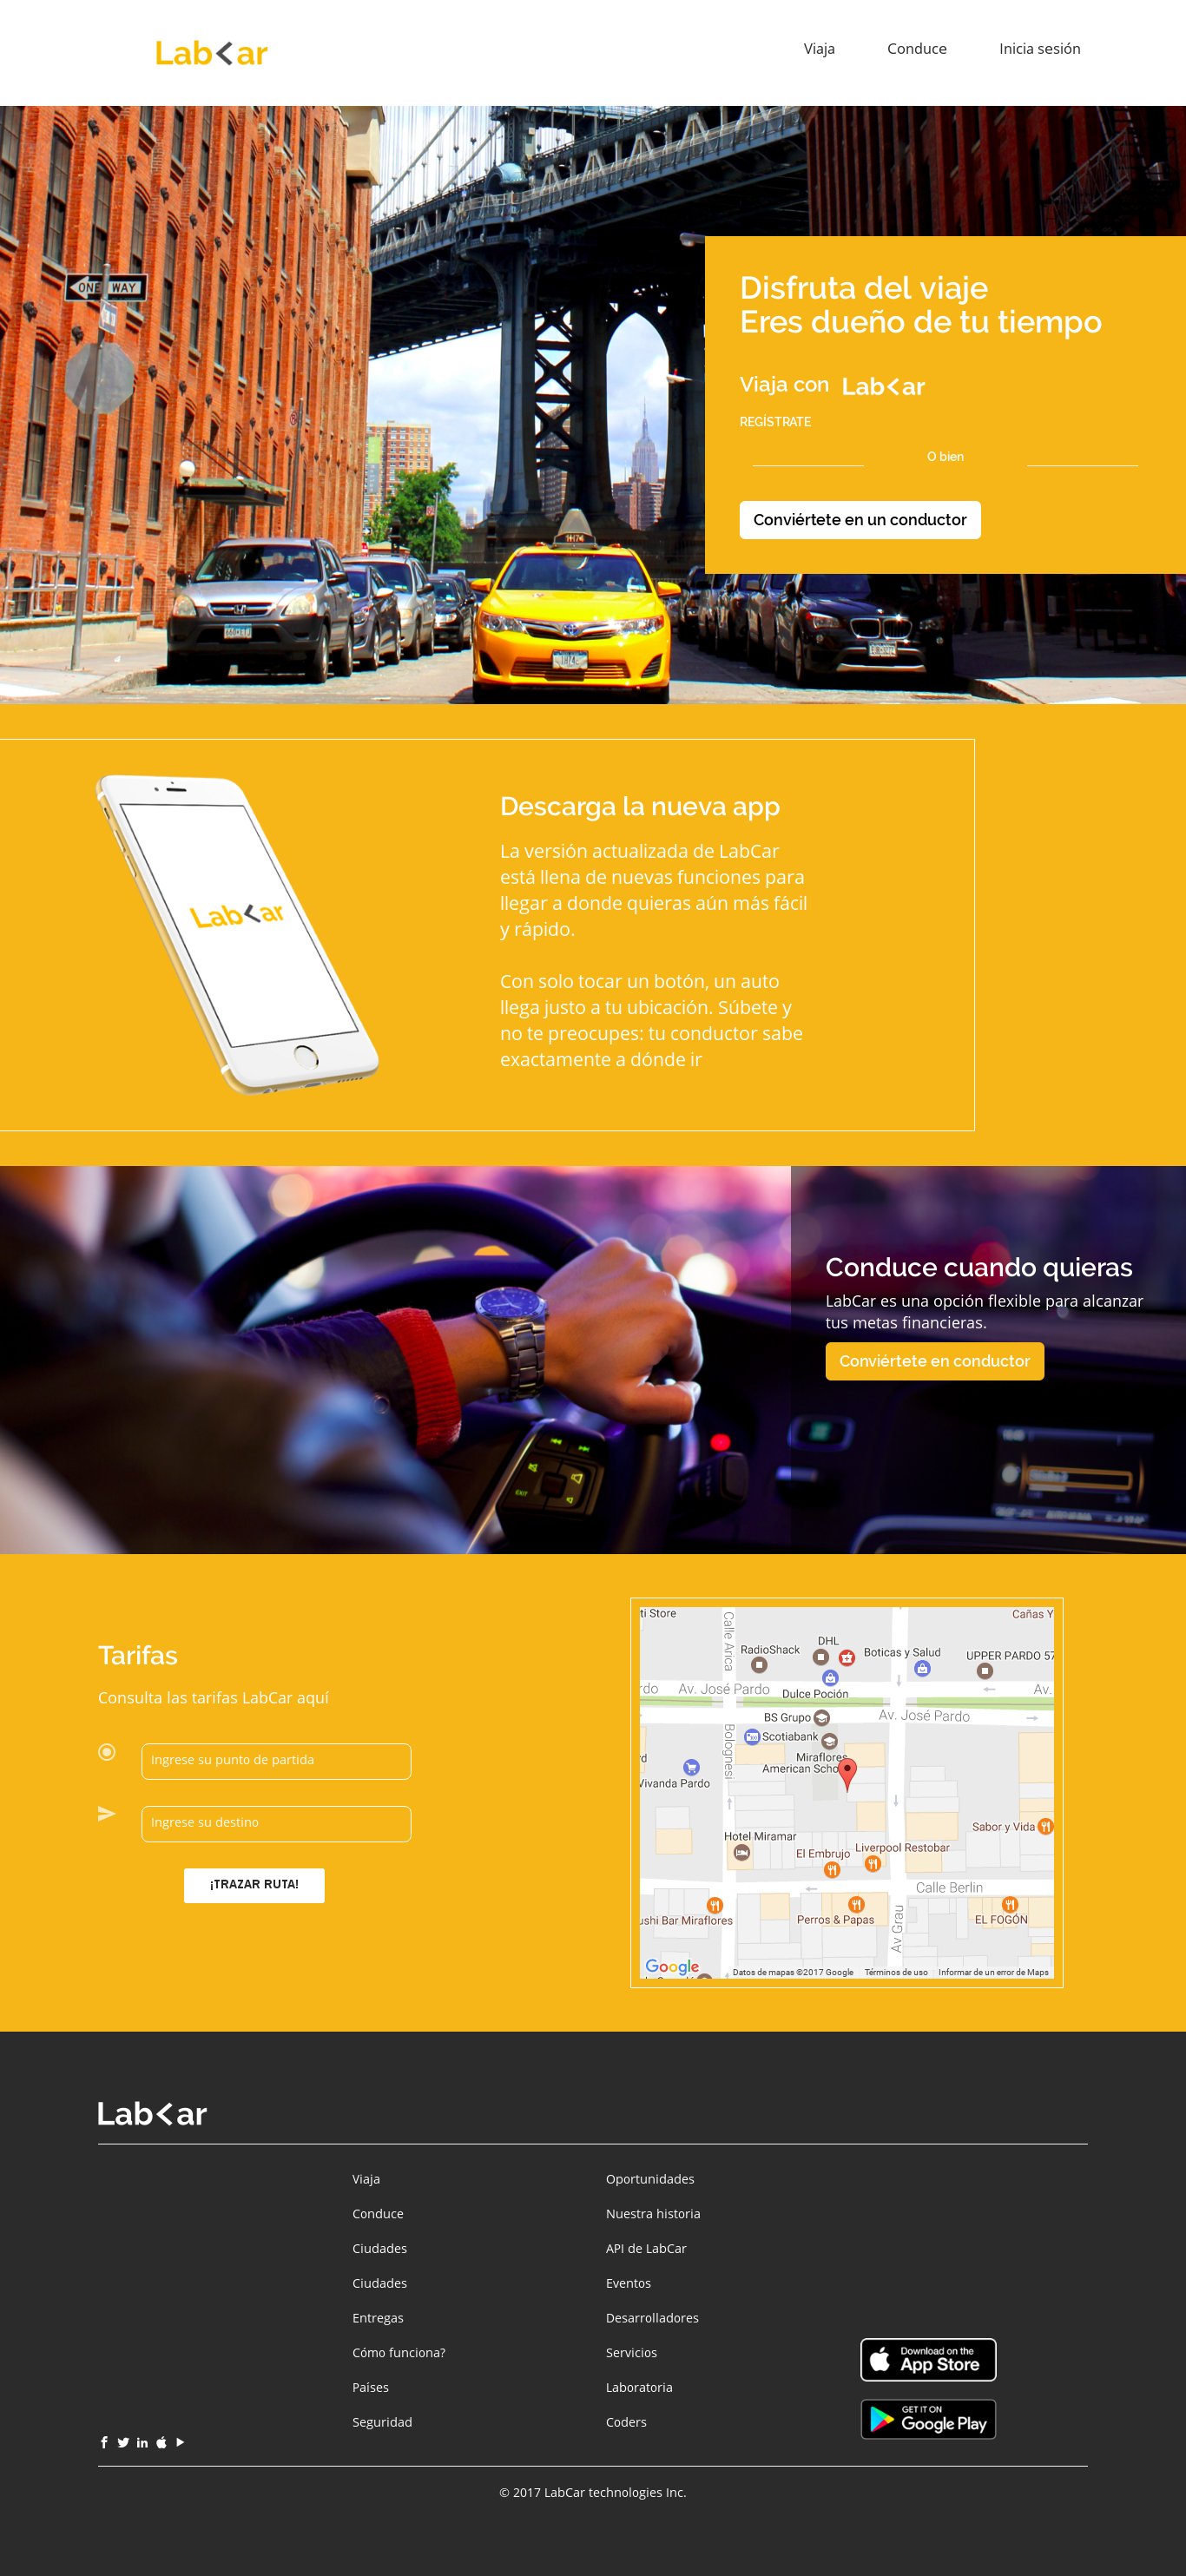 Lab<ar
Viaja
Conduce
Inicia sesión
ONE WAY
Disfruta del viaje
Eres dueño de tu tiempo
Viaja con Lab<ar
REGÍSTRATE
O bien
Conviértete en un conductor
Descarga la nueva app
La versión actualizada de LabCar
está llena de nuevas funciones para
llegar a donde quieras aún más fácil
y rápido.
Con solo tocar un botón, un auto
llega justo a tu ubicación. Súbete y
no te preocupes: tu conductor sabe
exactamente a dónde ir
Lab<ar
Conduce cuando quieras
LabCar es una opción flexible para alcanzar
tus metas financieras.
Conviértete en conductor
EXIT
Tarifas
Consulta las tarifas LabCar aquí
Ingrese su punto de partida
Ingrese su destino
¡TRAZAR RUTA!
ti Store
Calle Arica
Cañas Y
RadioShack
DHL
Boticas y Salud
UPPER PARDO 57
rdo
Av. José Pardo
Dulce Poción
Av.
BS Grupo
Av. José Pardo
Bolognesi
Scotiabank
Miraflores
American Scho
rd
Vivanda Pardo
Sabor y Vida
Hotel Miramar
El Embrujo
Liverpool Restobar
Calle Berlin
ushi Bar Miraflores
Perros & Papas
Av Grau
EL FOGÓN
Google
Datos de mapas ©2017 Google
Términos de uso
Informar de un error de Maps
Lab<ar
Viaja
Conduce
Ciudades
Ciudades
Entregas
Cómo funciona?
Países
Seguridad
Oportunidades
Nuestra historia
API de LabCar
Eventos
Desarrolladores
Servicios
Laboratoria
Coders
Download on the
App Store
GET IT ON
Google Play
© 2017 LabCar technologies Inc.